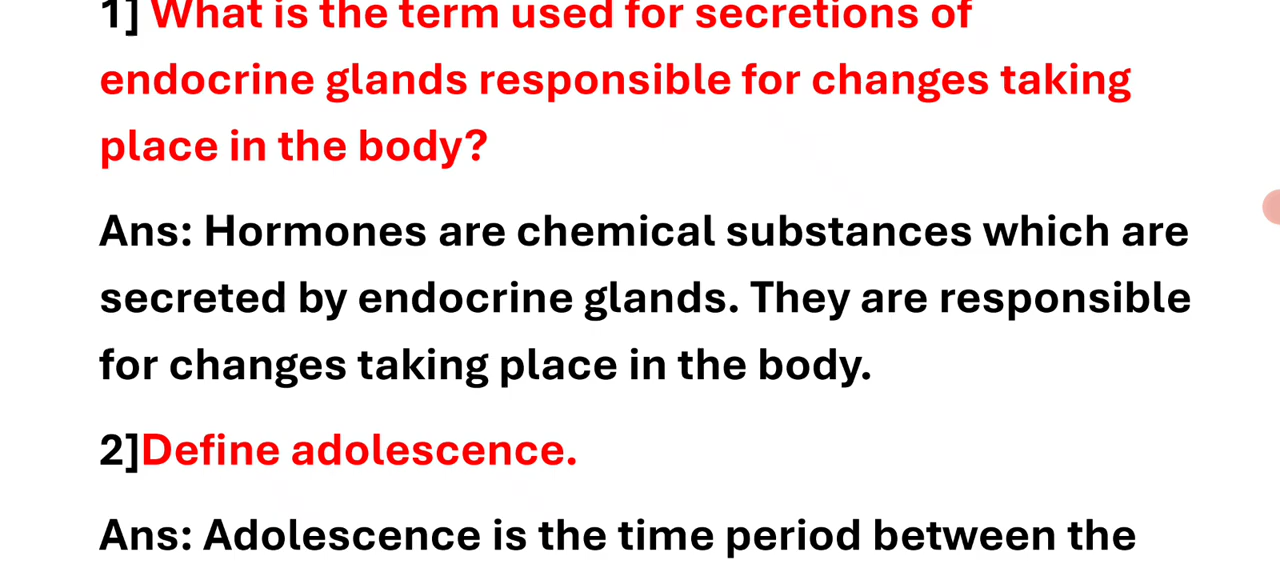 1] What is the term used for secretions of
endocrine glands responsible for changes taking
place in the body?
Ans: Hormones are chemical substances which are
secreted by endocrine glands. They are responsible
for changes taking place in the body.
2]Define adolescence.
Ans: Adolescence is the time period between the